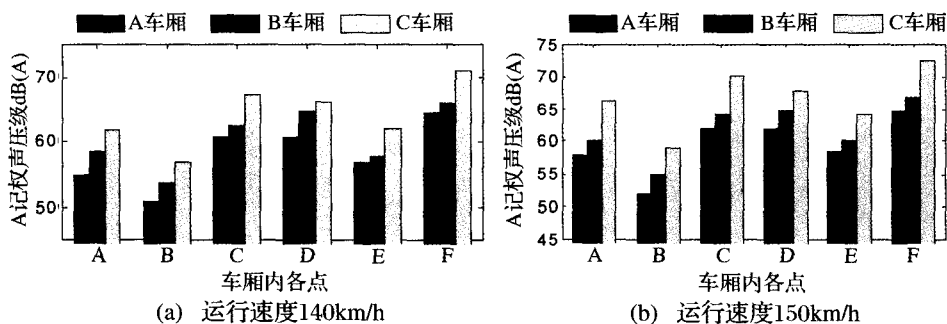 A车厢 B车厢 C车厢
A记权声压级dB(A)
70
60
50
A B C D E F
车厢内各点
(a) 运行速度140km/h
A车厢 B车厢 C车厢
A记权声压级dB(A)
75
70
65
60
55
50
45
A B C D E F
车厢内各点
(b) 运行速度150km/h